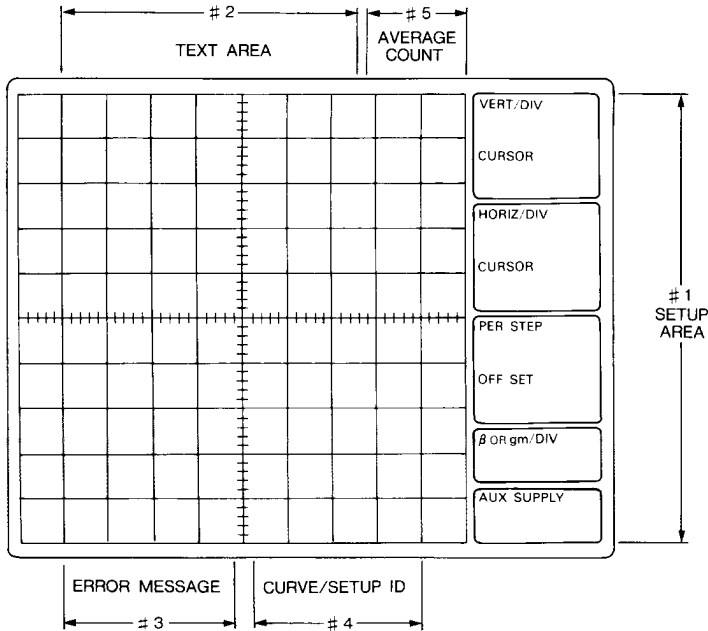 # 2
# 5
TEXT AREA
AVERAGE
COUNT
VERT/DIV
CURSOR
HORIZ/DIV
CURSOR
PER STEP
OFF SET
β OR gm/DIV
AUX SUPPLY
# 1
SETUP
AREA
ERROR MESSAGE
CURVE/SETUP ID
# 3
# 4